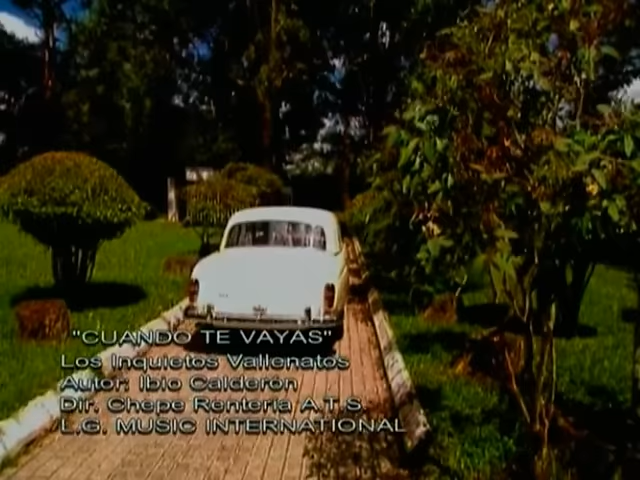 "CUANDO TE VAYAS"
Los Inquietos Vallenatos
Autor: Ibio Calderón
Dir. Chepe Rentería A.T.S.
L.G. MUSIC INTERNATIONAL